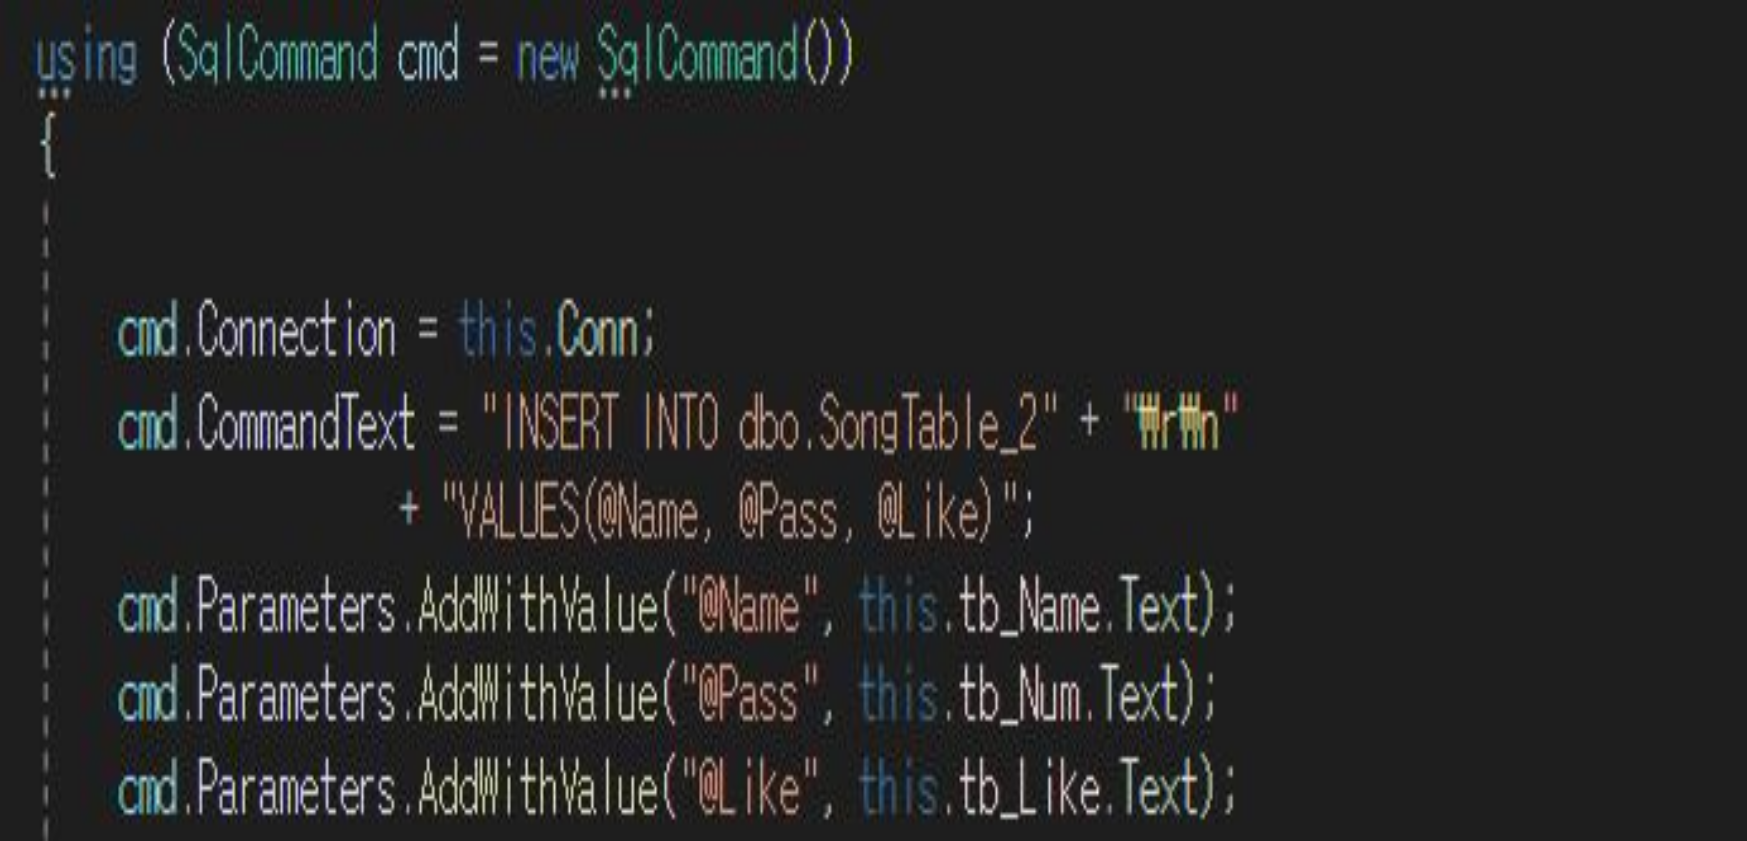 using (SqlCommand cmd = new SqlCommand())
{
cmd.Connection = this.Conn;
cmd.CommandText = "INSERT INTO dbo.SongTable_2" + "₩r₩n"
+ "VALUES(@Name, @Pass, @Like)";
cmd.Parameters.AddWithValue("@Name", this.tb_Name.Text);
cmd.Parameters.AddWithValue("@Pass", this.tb_Num.Text);
cmd.Parameters.AddWithValue("@Like", this.tb_Like.Text);